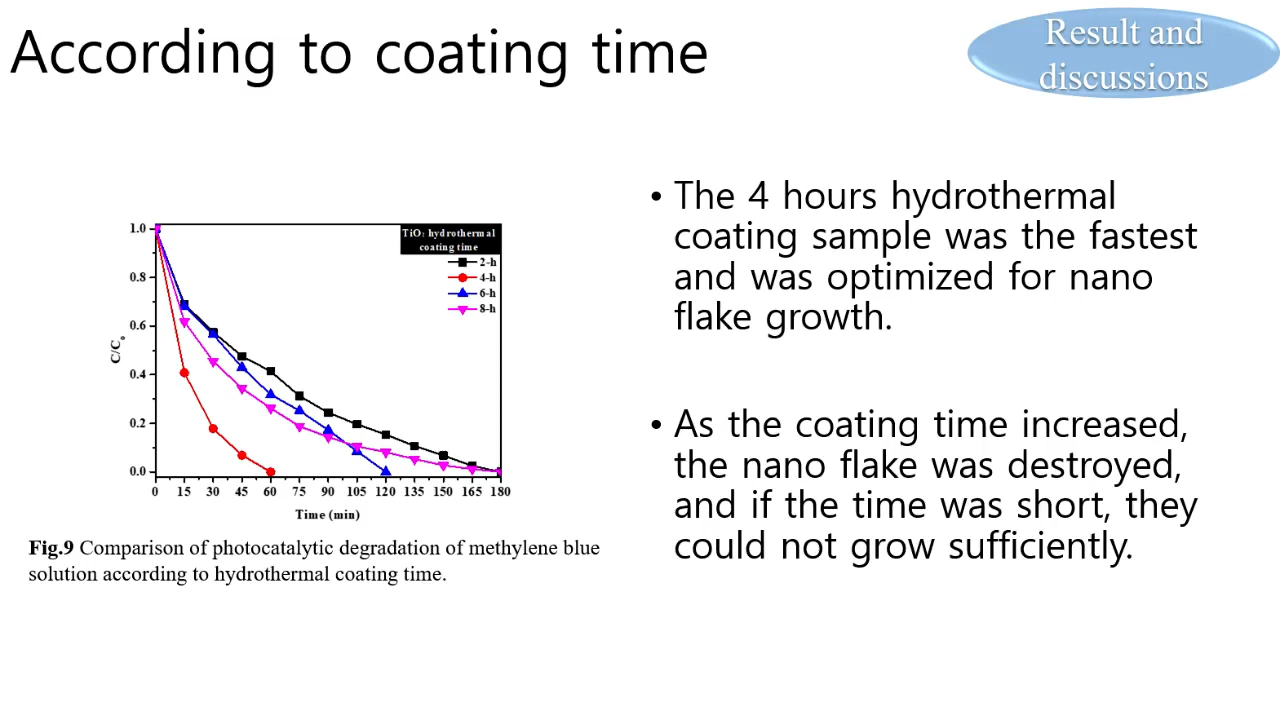 According to coating time
Result and
discussions
• The 4 hours hydrothermal
coating sample was the fastest
and was optimized for nano
flake growth.
• As the coating time increased,
the nano flake was destroyed,
and if the time was short, they
could not grow sufficiently.
TiO₂ hydrothermal
coating time
2-h
4-h
6-h
8-h
C/C₀
1.0
0.8
0.6
0.4
0.2
0.0
0 15 30 45 60 75 90 105 120 135 150 165 180
Time (min)
Fig.9 Comparison of photocatalytic degradation of methylene blue
solution according to hydrothermal coating time.